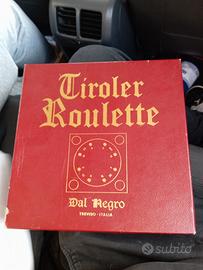 Tiroler
Roulette
Dal Negro
TREVISO - ITALIA
subito